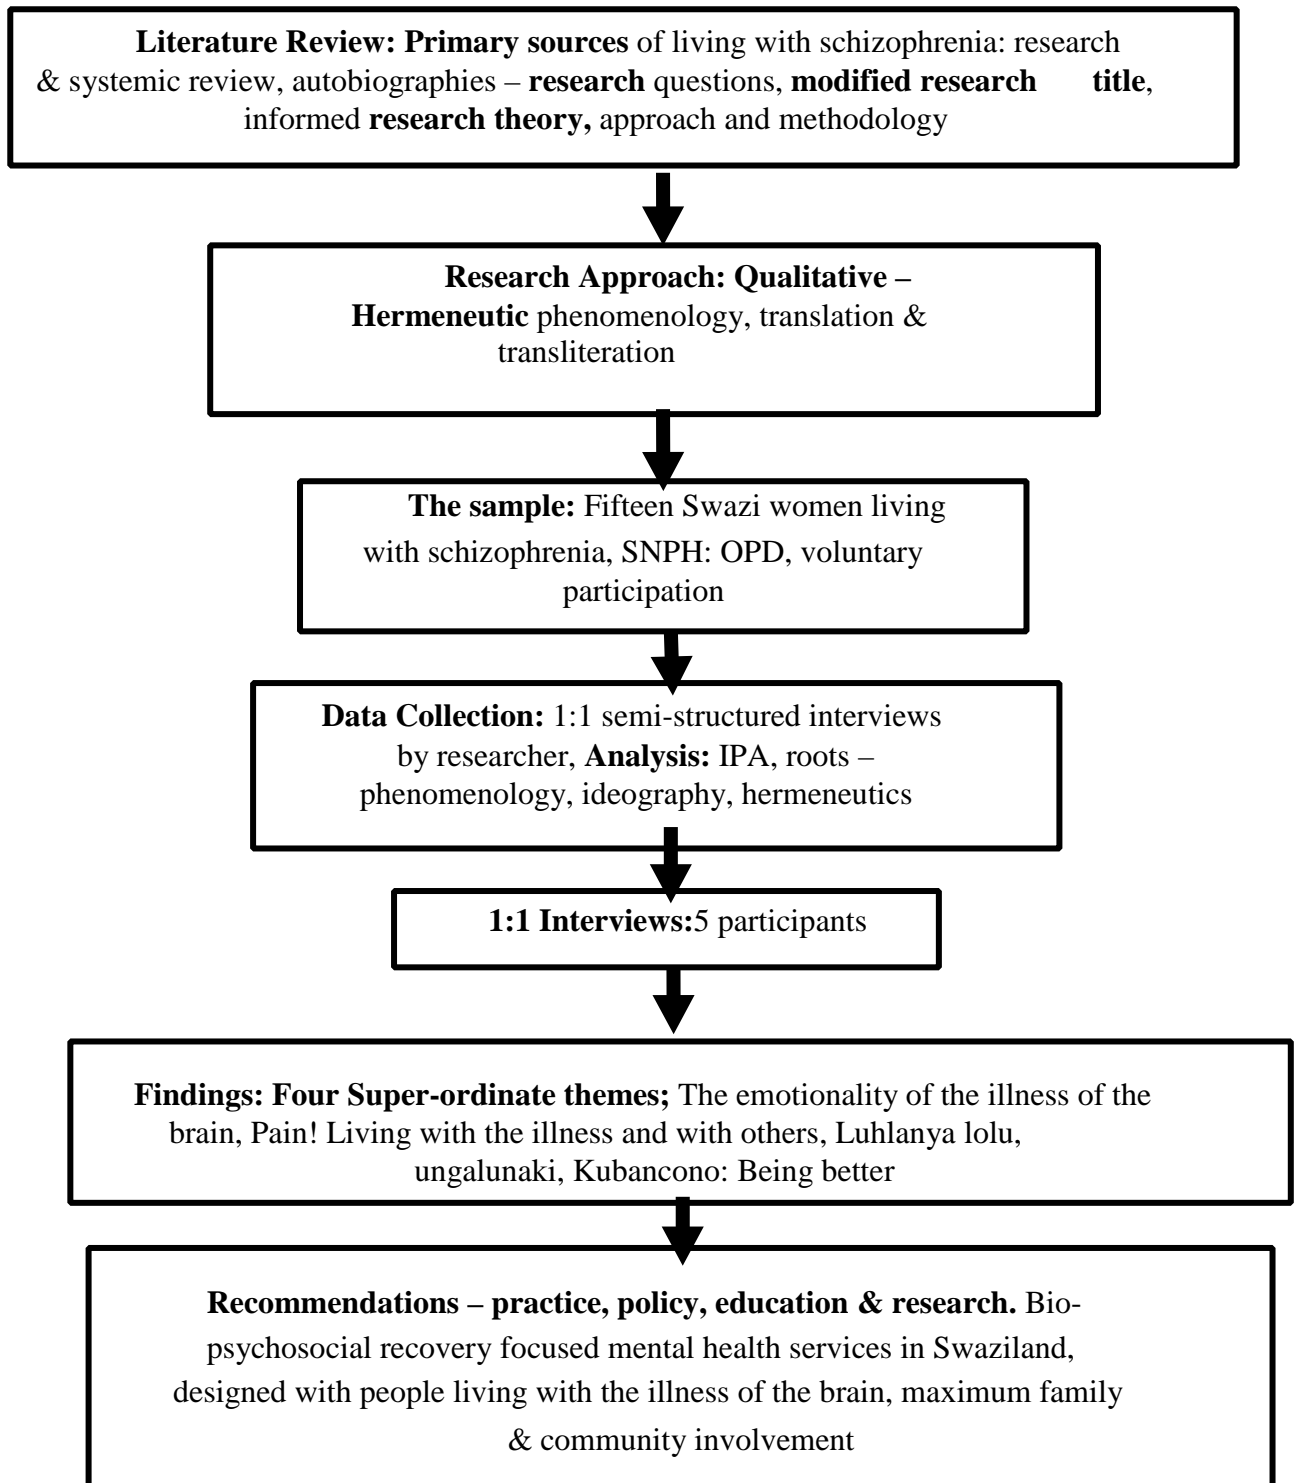 Literature Review: Primary sources of living with schizophrenia: research
& systemic review, autobiographies – research questions, modified research title,
informed research theory, approach and methodology
Research Approach: Qualitative –
Hermeneutic phenomenology, translation &
transliteration
The sample: Fifteen Swazi women living
with schizophrenia, SNPH: OPD, voluntary
participation
Data Collection: 1:1 semi-structured interviews
by researcher, Analysis: IPA, roots –
phenomenology, ideography, hermeneutics
1:1 Interviews:5 participants
Findings: Four Super-ordinate themes; The emotionality of the illness of the
brain, Pain! Living with the illness and with others, Luhlanya lolu,
ungalunaki, Kubancono: Being better
Recommendations – practice, policy, education & research. Bio-
psychosocial recovery focused mental health services in Swaziland,
designed with people living with the illness of the brain, maximum family
& community involvement